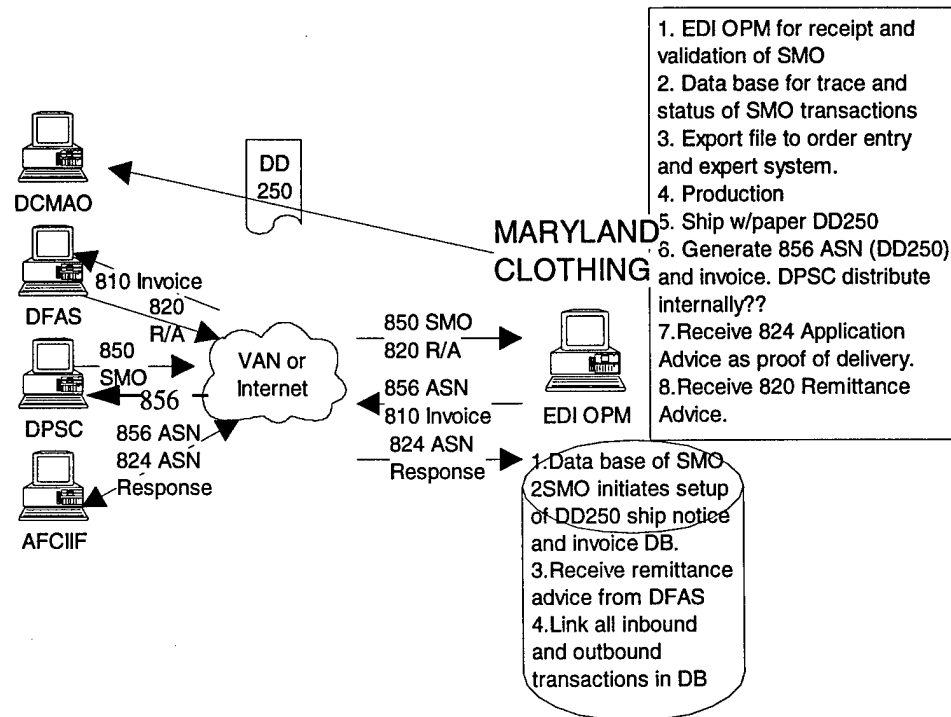 1. EDI OPM for receipt and
validation of SMO
2. Data base for trace and
status of SMO transactions
3. Export file to order entry
and expert system.
4. Production
5. Ship w/paper DD250
6. Generate 856 ASN (DD250)
and invoice. DPSC distribute
internally??
7.Receive 824 Application
Advice as proof of delivery.
8.Receive 820 Remittance
Advice.
DD
250
DCMAO
MARYLAND
CLOTHING
810 Invoice
820
R/A
DFAS
850
SMO
856
DPSC
856 ASN
824 ASN
Response
AFCIIF
VAN or
Internet
850 SMO
820 R/A
856 ASN
810 Invoice
824 ASN
Response
EDI OPM
1.Data base of SMO
2SMO initiates setup
of DD250 ship notice
and invoice DB.
3.Receive remittance
advice from DFAS
4.Link all inbound
and outbound
transactions in DB